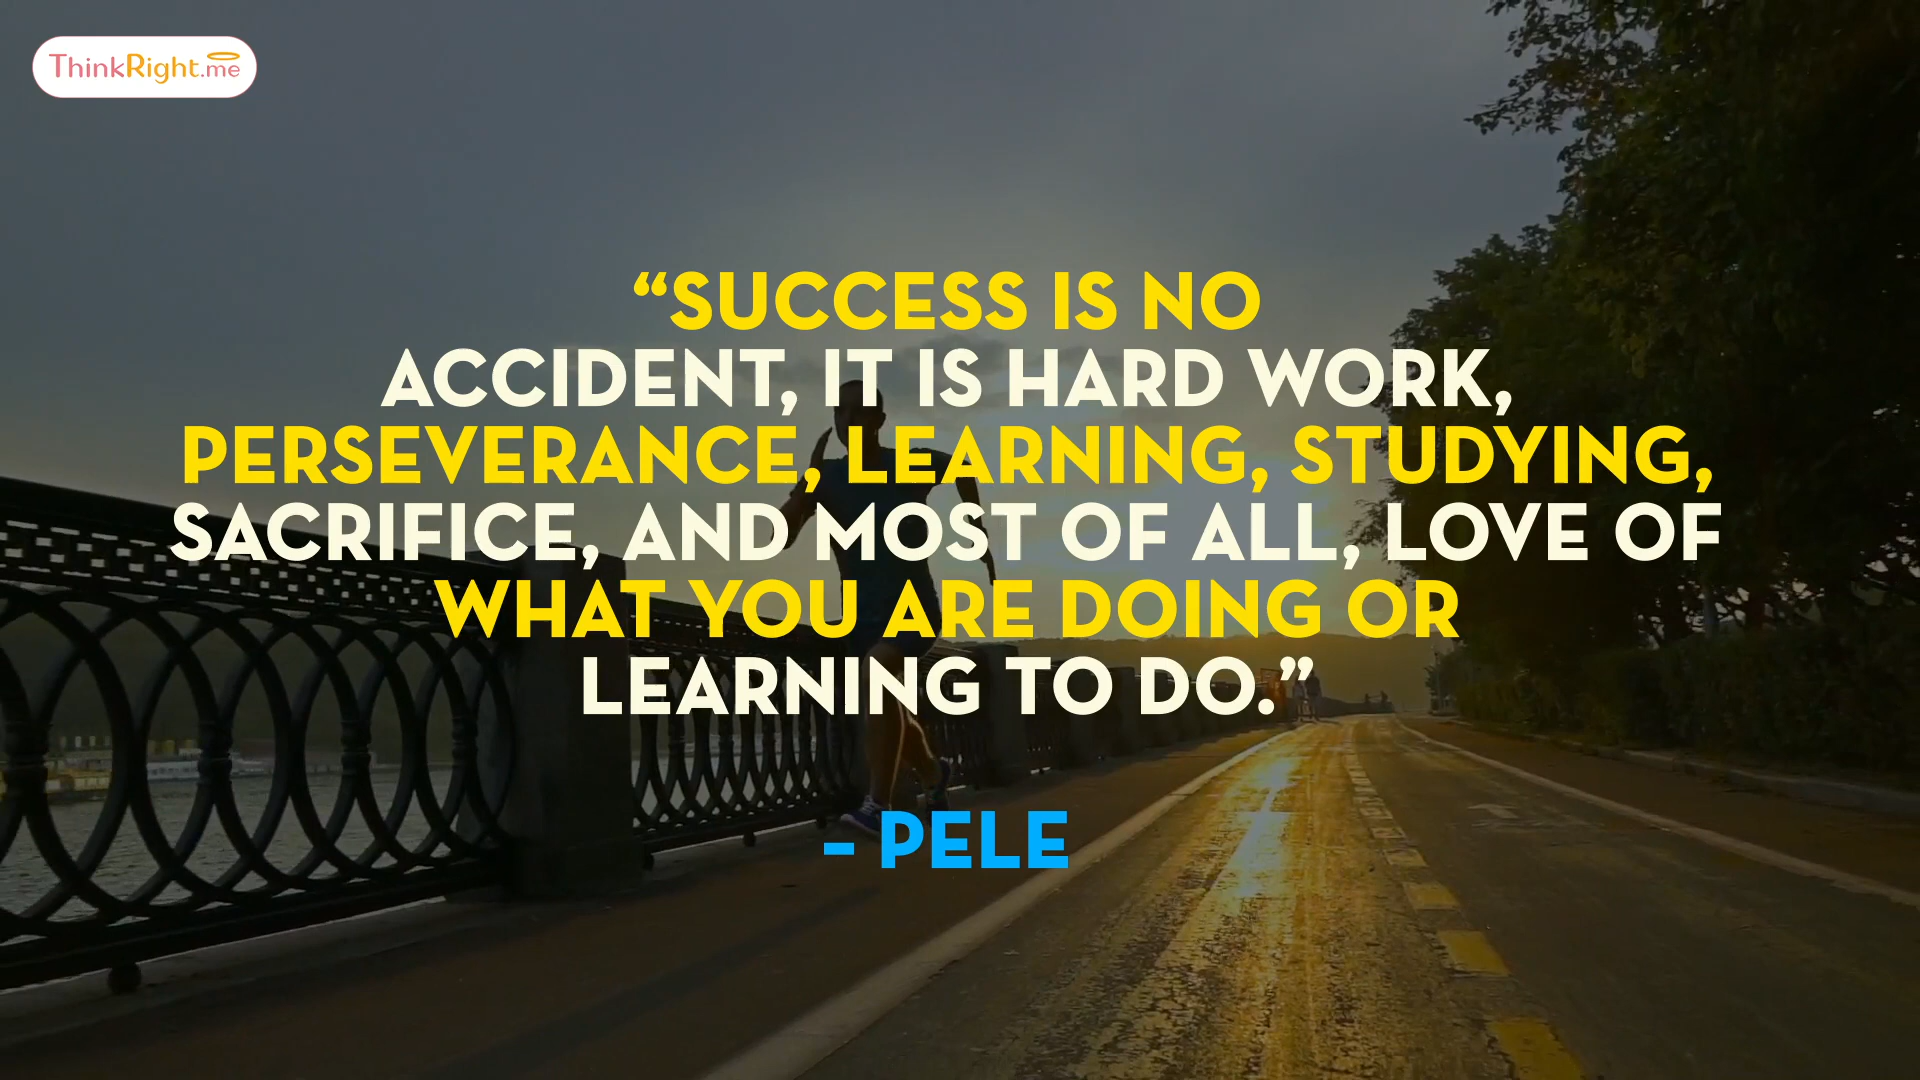 ThinkRight.me
“SUCCESS IS NO
ACCIDENT, IT IS HARD WORK,
PERSEVERANCE, LEARNING, STUDYING,
SACRIFICE, AND MOST OF ALL, LOVE OF
WHAT YOU ARE DOING OR
LEARNING TO DO.”
– PELE